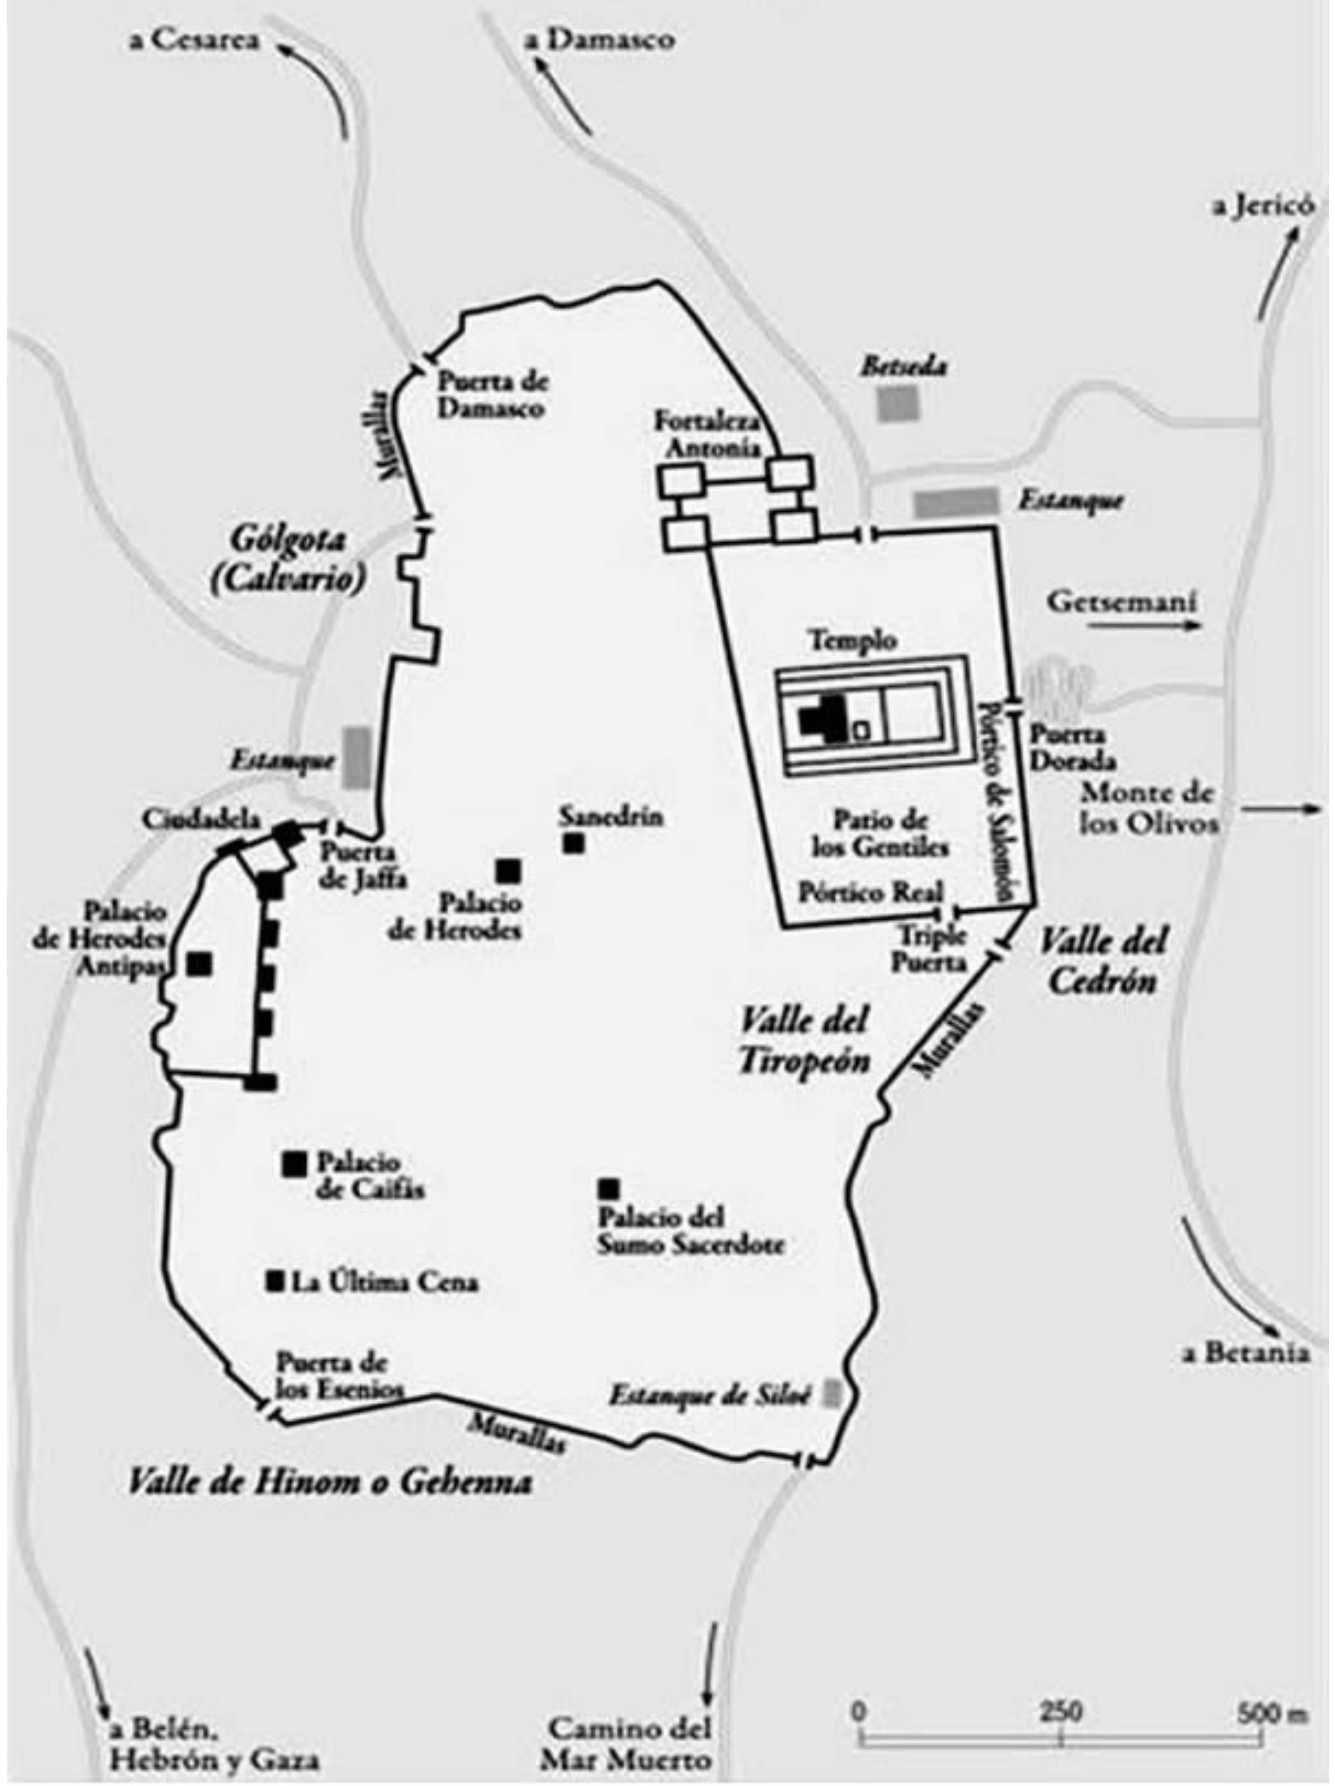 a Cesarea
a Damasco
a Jericó
Betseda
Puerta de
Damasco
Murallas
Fortaleza
Antonía
Estanque
Gólgota
(Calvario)
Getsemaní
Templo
Pórtico de Salomón
Puerta
Dorada
Estanque
Monte de
los Olivos
Ciudadela
Sanedrín
Patio de
los Gentiles
Puerta
de Jaffa
Pórtico Real
Palacio
de Herodes
Palacio
de Herodes
Antipas
Triple
Puerta
Valle del
Cedrón
Valle del
Tiropeón
Murallas
Palacio
de Caifás
Palacio del
Sumo Sacerdote
La Última Cena
a Betania
Puerta de
los Esenios
Estanque de Siloé
Murallas
Valle de Hinom o Gehenna
0 250 500 m
a Belén,
Hebrón y Gaza
Camino del
Mar Muerto